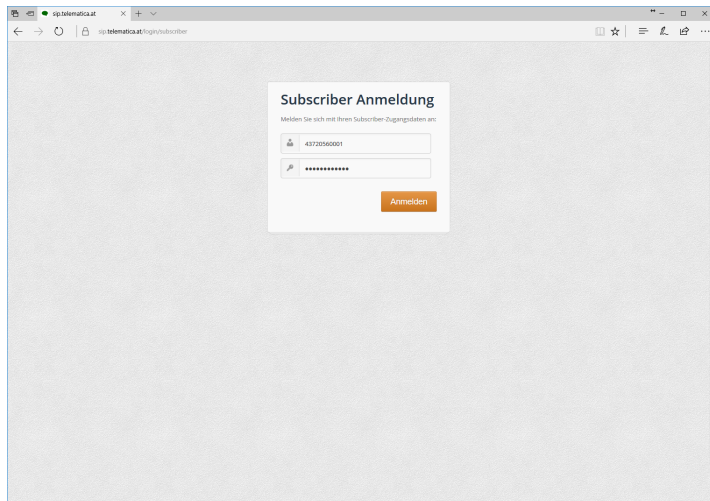 sip.telematica.at
sip.telematica.at/login/subscriber
Subscriber Anmeldung
Melden Sie sich mit Ihren Subscriber-Zugangsdaten an:
43720560001
••••••••••••
Anmelden